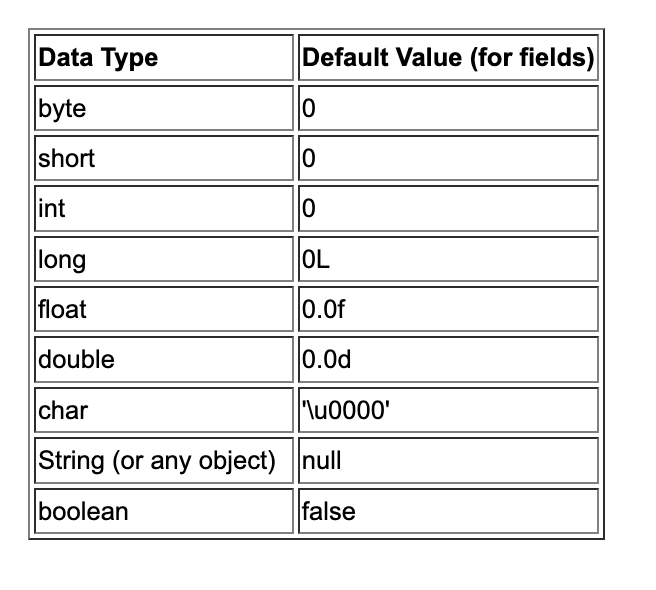 Data Type Default Value (for fields)
byte 0
short 0
int 0
long 0L
float 0.0f
double 0.0d
char '\u0000'
String (or any object) null
boolean false